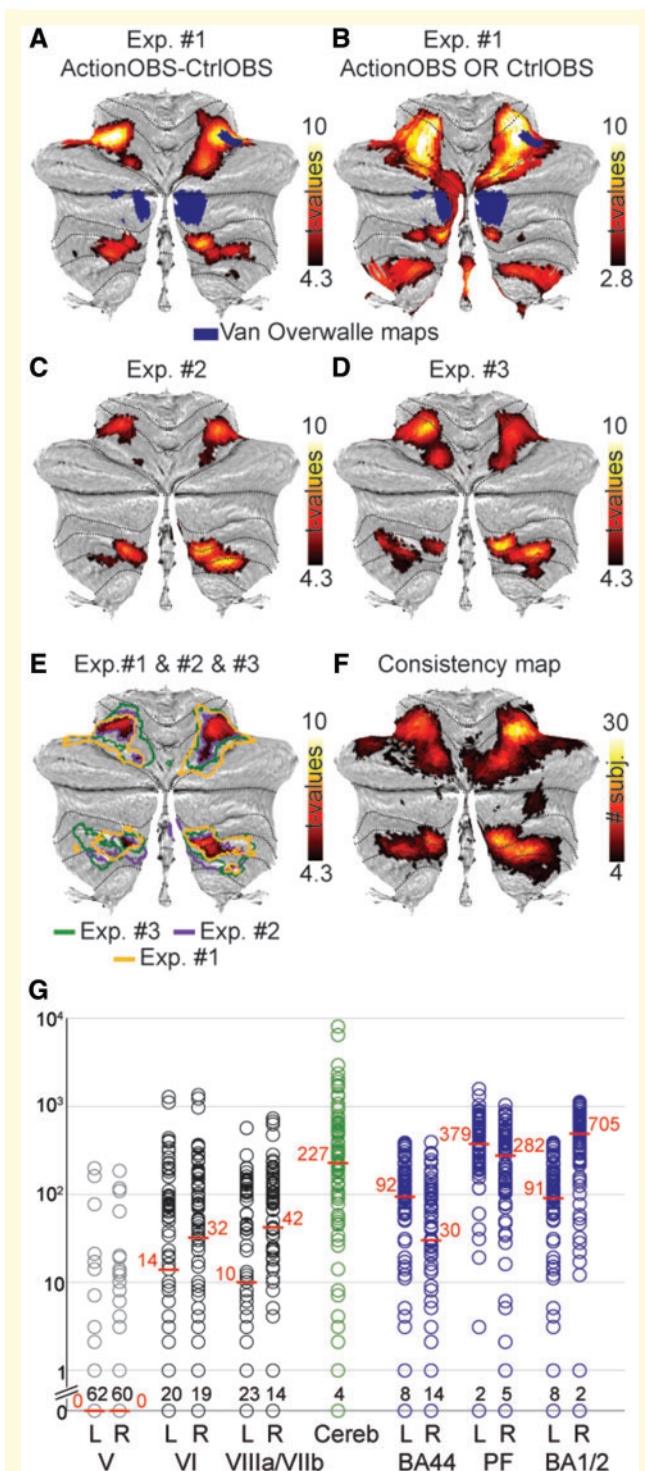 A Exp. #1 B Exp. #1
ActionOBS-CtrlOBS ActionOBS OR CtrlOBS
10 10
t-values t-values
4.3 2.8
Van Overwalle maps
C Exp. #2 D Exp. #3
10 10
t-values t-values
4.3 4.3
E Exp.#1 & #2 & #3 F Consistency map
10 30
t-values # subj.
4.3 4
Exp. #3 Exp. #2
Exp. #1
G
10⁴
10³
379 282 705
227
10² 92 91
14 32 42 30
10 10
1
0 62 60 0 20 19 23 14 4 8 14 2 5 8 2
0
L R L R L R Cereb L R L R L R
V VI VIIIa/VIIb BA44 PF BA1/2